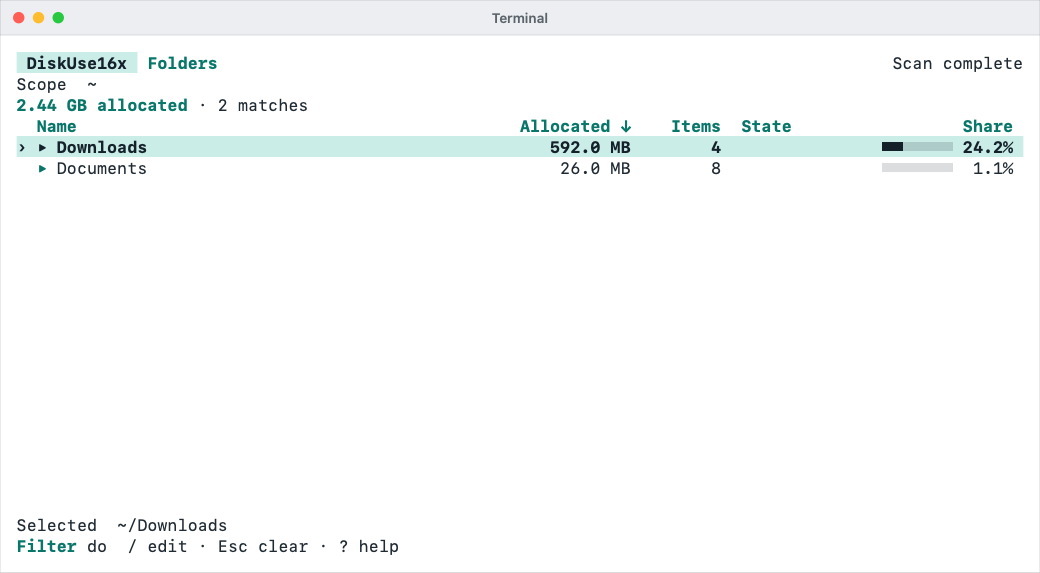 Terminal
DiskUse16x Folders Scan complete
Scope ~
2.44 GB allocated · 2 matches
Name Allocated ↓ Items State Share
› ▸ Downloads 592.0 MB 4 24.2%
▸ Documents 26.0 MB 8 1.1%
Selected ~/Downloads
Filter do / edit · Esc clear · ? help